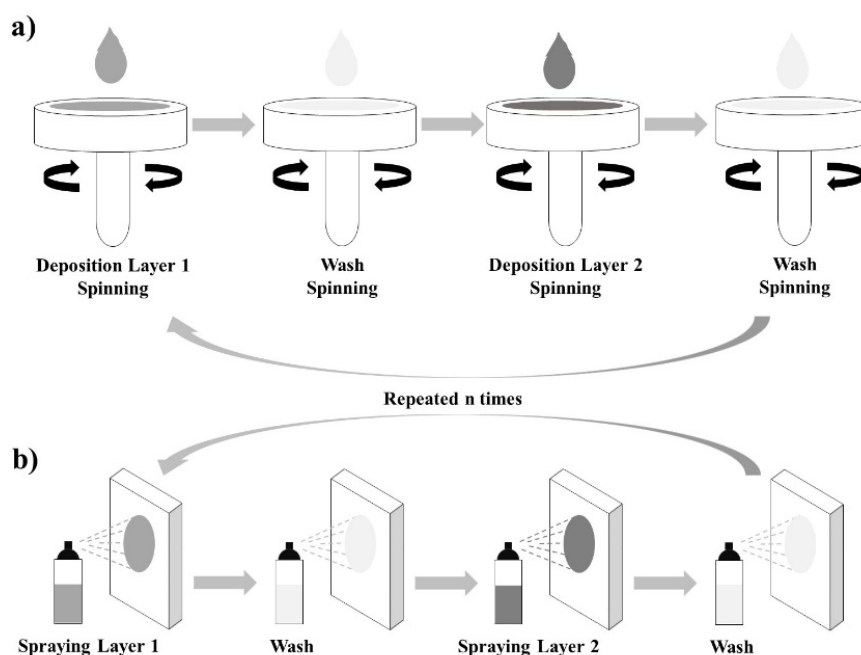 a)
Deposition Layer 1
Spinning
Wash
Spinning
Deposition Layer 2
Spinning
Wash
Spinning
Repeated n times
b)
Spraying Layer 1
Wash
Spraying Layer 2
Wash